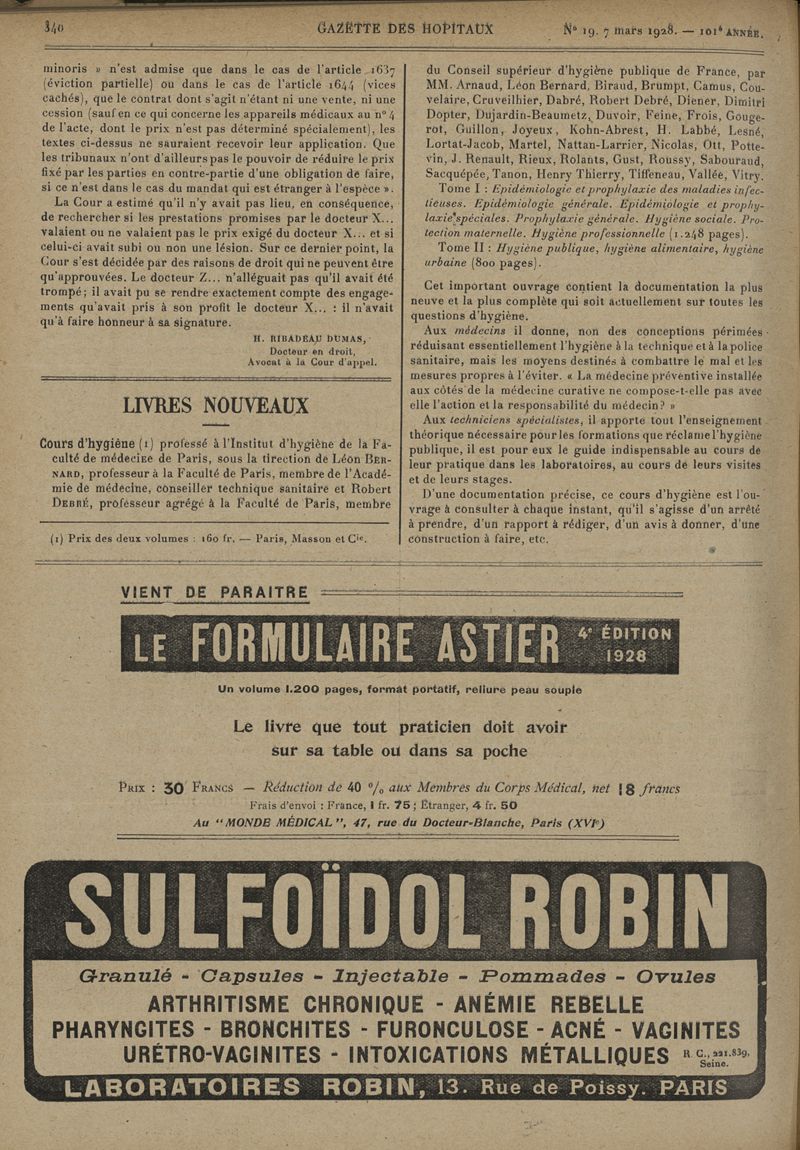 340
GAZETTE DES HOPITAUX
N° 19. 7 mars 1928. — 101e ANNÉE.
minoris » n'est admise que dans le cas de l'article 1637
(éviction partielle) ou dans le cas de l'article 1644 (vices
cachés), que le contrat dont s'agit n'étant ni une vente, ni une
cession (sauf en ce qui concerne les appareils médicaux au n° 4
de l'acte, dont le prix n'est pas déterminé spécialement), les
textes ci-dessus ne sauraient recevoir leur application. Que
les tribunaux n'ont d'ailleurs pas le pouvoir de réduire le prix
fixé par les parties en contre-partie d'une obligation de faire,
si ce n'est dans le cas du mandat qui est étranger à l'espèce ».
La Cour a estimé qu'il n'y avait pas lieu, en conséquence,
de rechercher si les prestations promises par le docteur X...
valaient ou ne valaient pas le prix exigé du docteur X... et si
celui-ci avait subi ou non une lésion. Sur ce dernier point, la
Cour s'est décidée par des raisons de droit qui ne peuvent être
qu'approuvées. Le docteur Z... n'alléguait pas qu'il avait été
trompé; il avait pu se rendre exactement compte des engage-
ments qu'avait pris à son profit le docteur X... : il n'avait
qu'à faire honneur à sa signature.
H. RIBADEAU DUMAS,
Docteur en droit,
Avocat à la Cour d'appel.
LIVRES NOUVEAUX
Cours d'hygiène (1) professé à l'Institut d'hygiène de la Fa-
culté de médecine de Paris, sous la direction de Léon BER-
NARD, professeur à la Faculté de Paris, membre de l'Acadé-
mie de médecine, conseiller technique sanitaire et Robert
DEBRÉ, professeur agrégé à la Faculté de Paris, membre
(1) Prix des deux volumes : 160 fr. — Paris, Masson et Cie.
du Conseil supérieur d'hygiène publique de France, par
MM. Arnaud, Léon Bernard, Biraud, Brumpt, Camus, Cou-
velaire, Cruveilhier, Dabré, Robert Debré, Diener, Dimitri
Dopter, Dujardin-Beaumetz, Duvoir, Feine, Frois, Gouge-
rot, Guillon, Joyeux, Kohn-Abrest, H. Labbé, Lesné,
Lortat-Jacob, Martel, Nattan-Larrier, Nicolas, Ott, Potte-
vin, J. Renault, Rieux, Rolants, Gust, Roussy, Sabouraud,
Sacquépée, Tanon, Henry Thierry, Tiffeneau, Vallée, Vitry.
Tome I : Epidémiologie et prophylaxie des maladies infec-
tieuses. Epidémiologie générale. Epidémiologie et prophy-
laxie spéciales. Prophylaxie générale. Hygiène sociale. Pro-
tection maternelle. Hygiène professionnelle (1.248 pages).
Tome II : Hygiène publique, hygiène alimentaire, hygiène
urbaine (800 pages).
Cet important ouvrage contient la documentation la plus
neuve et la plus complète qui soit actuellement sur toutes les
questions d'hygiène.
Aux médecins il donne, non des conceptions périmées
réduisant essentiellement l'hygiène à la technique et à la police
sanitaire, mais les moyens destinés à combattre le mal et les
mesures propres à l'éviter. « La médecine préventive installée
aux côtés de la médecine curative ne compose-t-elle pas avec
elle l'action et la responsabilité du médecin? »
Aux techniciens spécialistes, il apporte tout l'enseignement
théorique nécessaire pour les formations que réclame l'hygiène
publique, il est pour eux le guide indispensable au cours de
leur pratique dans les laboratoires, au cours de leurs visites
et de leurs stages.
D'une documentation précise, ce cours d'hygiène est l'ou-
vrage à consulter à chaque instant, qu'il s'agisse d'un arrêté
à prendre, d'un rapport à rédiger, d'un avis à donner, d'une
construction à faire, etc.
VIENT DE PARAITRE
LE FORMULAIRE ASTIER 4e ÉDITION
1928
Un volume 1.200 pages, format portatif, reliure peau souple
Le livre que tout praticien doit avoir
sur sa table ou dans sa poche
PRIX : 30 FRANCS — Réduction de 40 % aux Membres du Corps Médical, net 18 francs
Frais d'envoi : France, 1 fr. 75; Étranger, 4 fr. 50
Au "MONDE MÉDICAL", 47, rue du Docteur-Blanche, Paris (XVIe)
SULFOÏDOL ROBIN
Granulé - Capsules - Injectable - Pommades - Ovules
ARTHRITISME CHRONIQUE - ANÉMIE REBELLE
PHARYNGITES - BRONCHITES - FURONCULOSE - ACNÉ - VAGINITES
URÉTRO-VAGINITES - INTOXICATIONS MÉTALLIQUES R. C., 221.839,
Seine.
LABORATOIRES ROBIN, 13. Rue de Poissy. PARIS